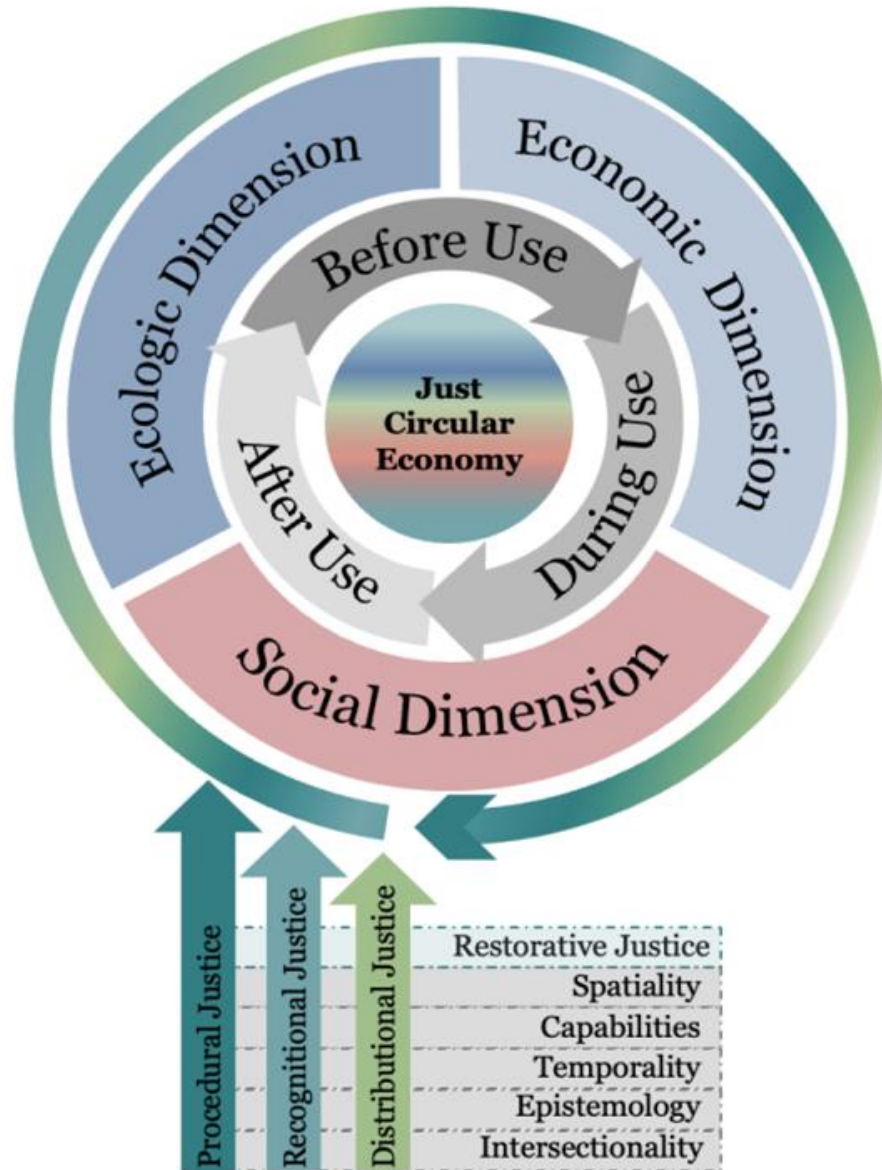 Ecologic Dimension
Economic Dimension
Before Use
Just
Circular
Economy
During Use
After Use
Social Dimension
Procedural Justice
Recognitional Justice
Distributional Justice
Restorative Justice
Spatiality
Capabilities
Temporality
Epistemology
Intersectionality